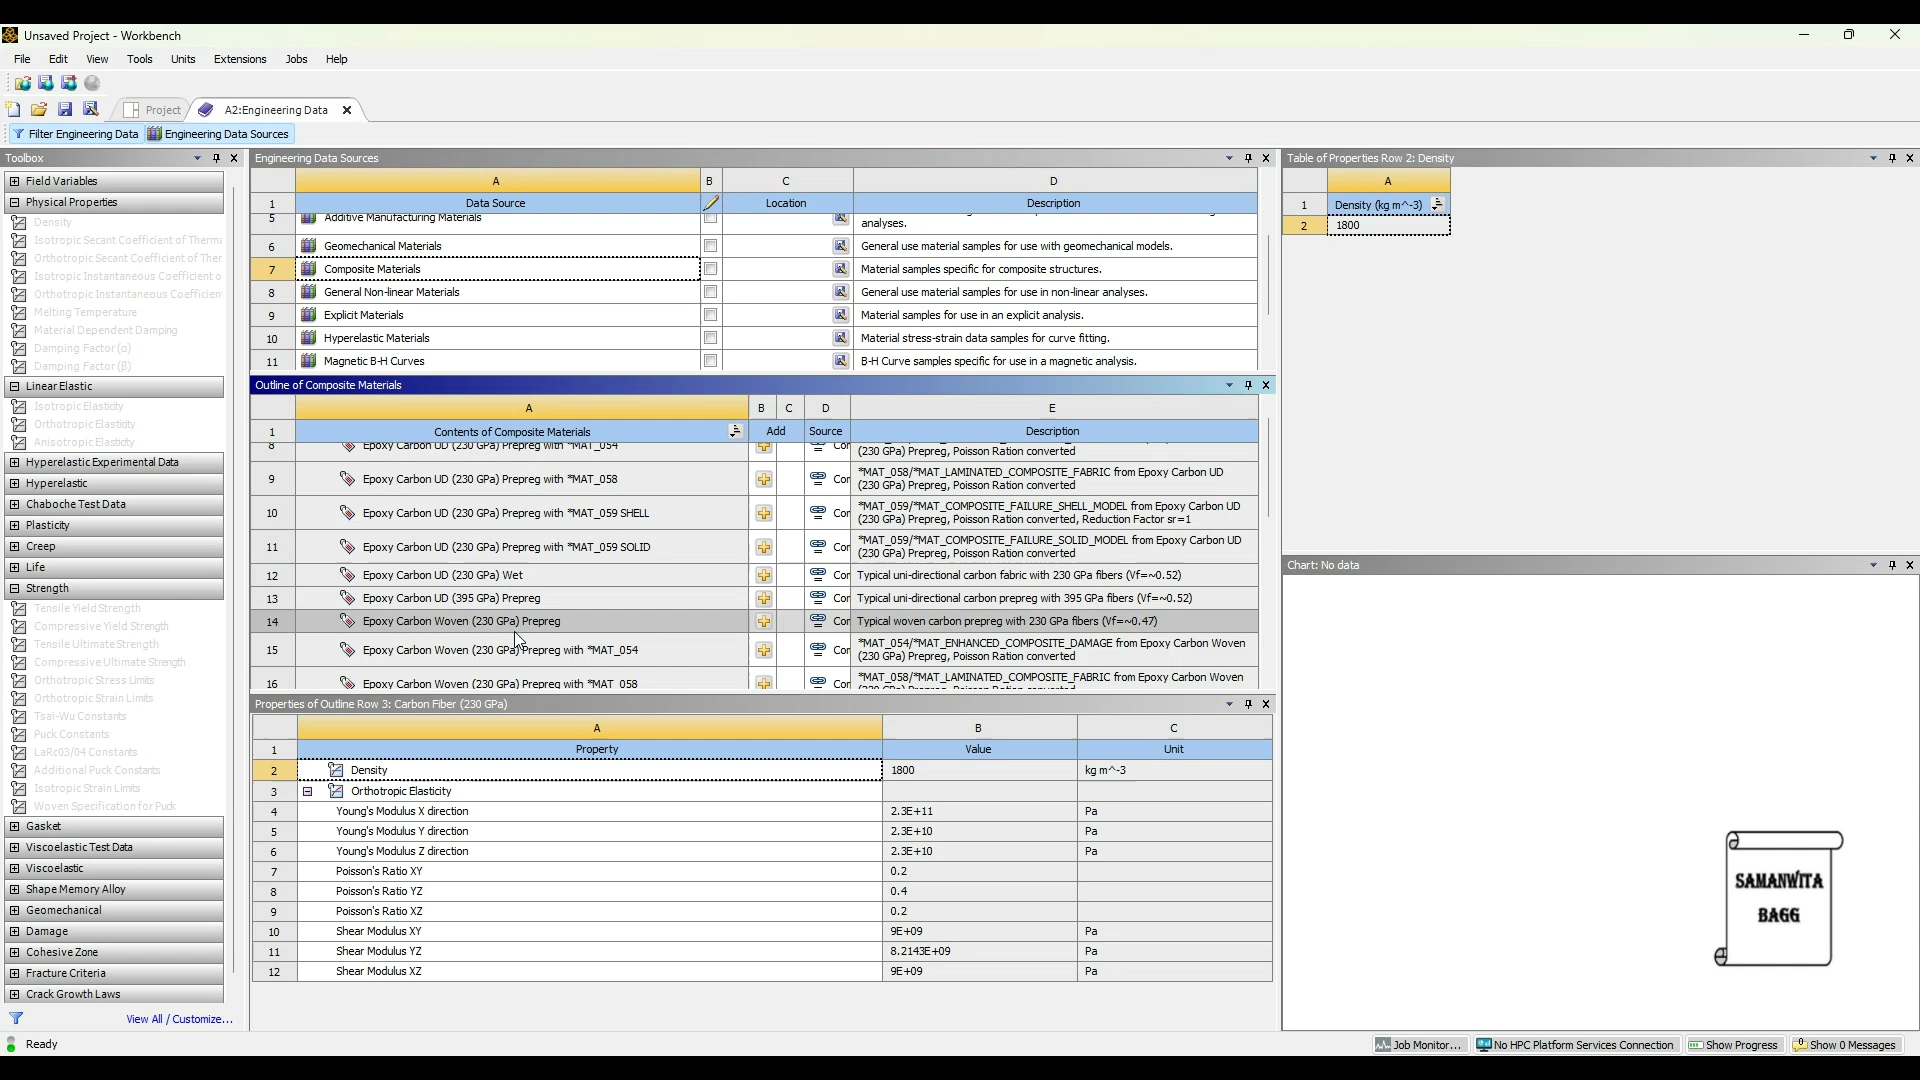 Unsaved Project - Workbench
File Edit View Tools Units Extensions Jobs Help
Project A2:Engineering Data
Filter Engineering Data Engineering Data Sources
Toolbox
Field Variables
Physical Properties
Density
Isotropic Secant Coefficient of Therma
Orthotropic Secant Coefficient of Ther
Isotropic Instantaneous Coefficient o
Orthotropic Instantaneous Coefficien
Melting Temperature
Material Dependent Damping
Damping Factor (α)
Damping Factor (β)
Linear Elastic
Isotropic Elasticity
Orthotropic Elasticity
Anisotropic Elasticity
Hyperelastic Experimental Data
Hyperelastic
Chaboche Test Data
Plasticity
Creep
Life
Strength
Tensile Yield Strength
Compressive Yield Strength
Tensile Ultimate Strength
Compressive Ultimate Strength
Orthotropic Stress Limits
Orthotropic Strain Limits
Tsai-Wu Constants
Puck Constants
LaRc03/04 Constants
Additional Puck Constants
Isotropic Strain Limits
Woven Specification for Puck
Gasket
Viscoelastic Test Data
Viscoelastic
Shape Memory Alloy
Geomechanical
Damage
Cohesive Zone
Fracture Criteria
Crack Growth Laws
View All / Customize...
Engineering Data Sources
A B C D
1 Data Source Location Description
5 Additive Manufacturing Materials analyses.
6 Geomechanical Materials General use material samples for use with geomechanical models.
7 Composite Materials Material samples specific for composite structures.
8 General Non-linear Materials General use material samples for use in non-linear analyses.
9 Explicit Materials Material samples for use in an explicit analysis.
10 Hyperelastic Materials Material stress-strain data samples for curve fitting.
11 Magnetic B-H Curves B-H Curve samples specific for use in a magnetic analysis.
Outline of Composite Materials
A B C D E
1 Contents of Composite Materials Add Source Description
8 Epoxy Carbon UD (230 GPa) Prepreg with *MAT_054 (230 GPa) Prepreg, Poisson Ration converted
9 Epoxy Carbon UD (230 GPa) Prepreg with *MAT_058 Cor *MAT_058/*MAT_LAMINATED_COMPOSITE_FABRIC from Epoxy Carbon UD
(230 GPa) Prepreg, Poisson Ration converted
10 Epoxy Carbon UD (230 GPa) Prepreg with *MAT_059 SHELL Cor *MAT_059/*MAT_COMPOSITE_FAILURE_SHELL_MODEL from Epoxy Carbon UD
(230 GPa) Prepreg, Poisson Ration converted, Reduction Factor sr=1
11 Epoxy Carbon UD (230 GPa) Prepreg with *MAT_059 SOLID Cor *MAT_059/*MAT_COMPOSITE_FAILURE_SOLID_MODEL from Epoxy Carbon UD
(230 GPa) Prepreg, Poisson Ration converted
12 Epoxy Carbon UD (230 GPa) Wet Cor Typical uni-directional carbon fabric with 230 GPa fibers (Vf=~0.52)
13 Epoxy Carbon UD (395 GPa) Prepreg Cor Typical uni-directional carbon prepreg with 395 GPa fibers (Vf=~0.52)
14 Epoxy Carbon Woven (230 GPa) Prepreg Cor Typical woven carbon prepreg with 230 GPa fibers (Vf=~0.47)
15 Epoxy Carbon Woven (230 GPa) Prepreg with *MAT_054 Cor *MAT_054/*MAT_ENHANCED_COMPOSITE_DAMAGE from Epoxy Carbon Woven
(230 GPa) Prepreg, Poisson Ration converted
16 Epoxy Carbon Woven (230 GPa) Prepreg with *MAT_058 Cor *MAT_058/*MAT_LAMINATED_COMPOSITE_FABRIC from Epoxy Carbon Woven
Properties of Outline Row 3: Carbon Fiber (230 GPa)
A B C
1 Property Value Unit
2 Density 1800 kg m^-3
3 Orthotropic Elasticity
4 Young's Modulus X direction 2.3E+11 Pa
5 Young's Modulus Y direction 2.3E+10 Pa
6 Young's Modulus Z direction 2.3E+10 Pa
7 Poisson's Ratio XY 0.2
8 Poisson's Ratio YZ 0.4
9 Poisson's Ratio XZ 0.2
10 Shear Modulus XY 9E+09 Pa
11 Shear Modulus YZ 8.2143E+09 Pa
12 Shear Modulus XZ 9E+09 Pa
Table of Properties Row 2: Density
A
1 Density (kg m^-3)
2 1800
Chart: No data
SAMANWITA
BAGG
Ready Job Monitor... No HPC Platform Services Connection Show Progress Show 0 Messages